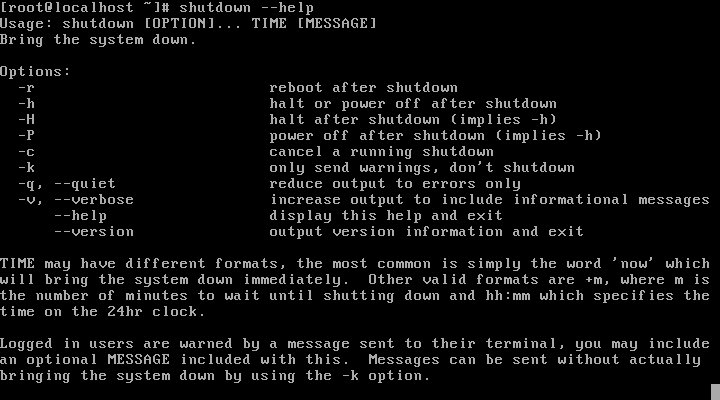 [root@localhost ~]# shutdown --help
Usage: shutdown [OPTION]... TIME [MESSAGE]
Bring the system down.
Options:
-r reboot after shutdown
-h halt or power off after shutdown
-H halt after shutdown (implies -h)
-P power off after shutdown (implies -h)
-c cancel a running shutdown
-k only send warnings, don't shutdown
-q, --quiet reduce output to errors only
-v, --verbose increase output to include informational messages
--help display this help and exit
--version output version information and exit
TIME may have different formats, the most common is simply the word 'now' which
will bring the system down immediately.  Other valid formats are +m, where m is
the number of minutes to wait until shutting down and hh:mm which specifies the
time on the 24hr clock.
Logged in users are warned by a message sent to their terminal, you may include
an optional MESSAGE included with this.  Messages can be sent without actually
bringing the system down by using the -k option.